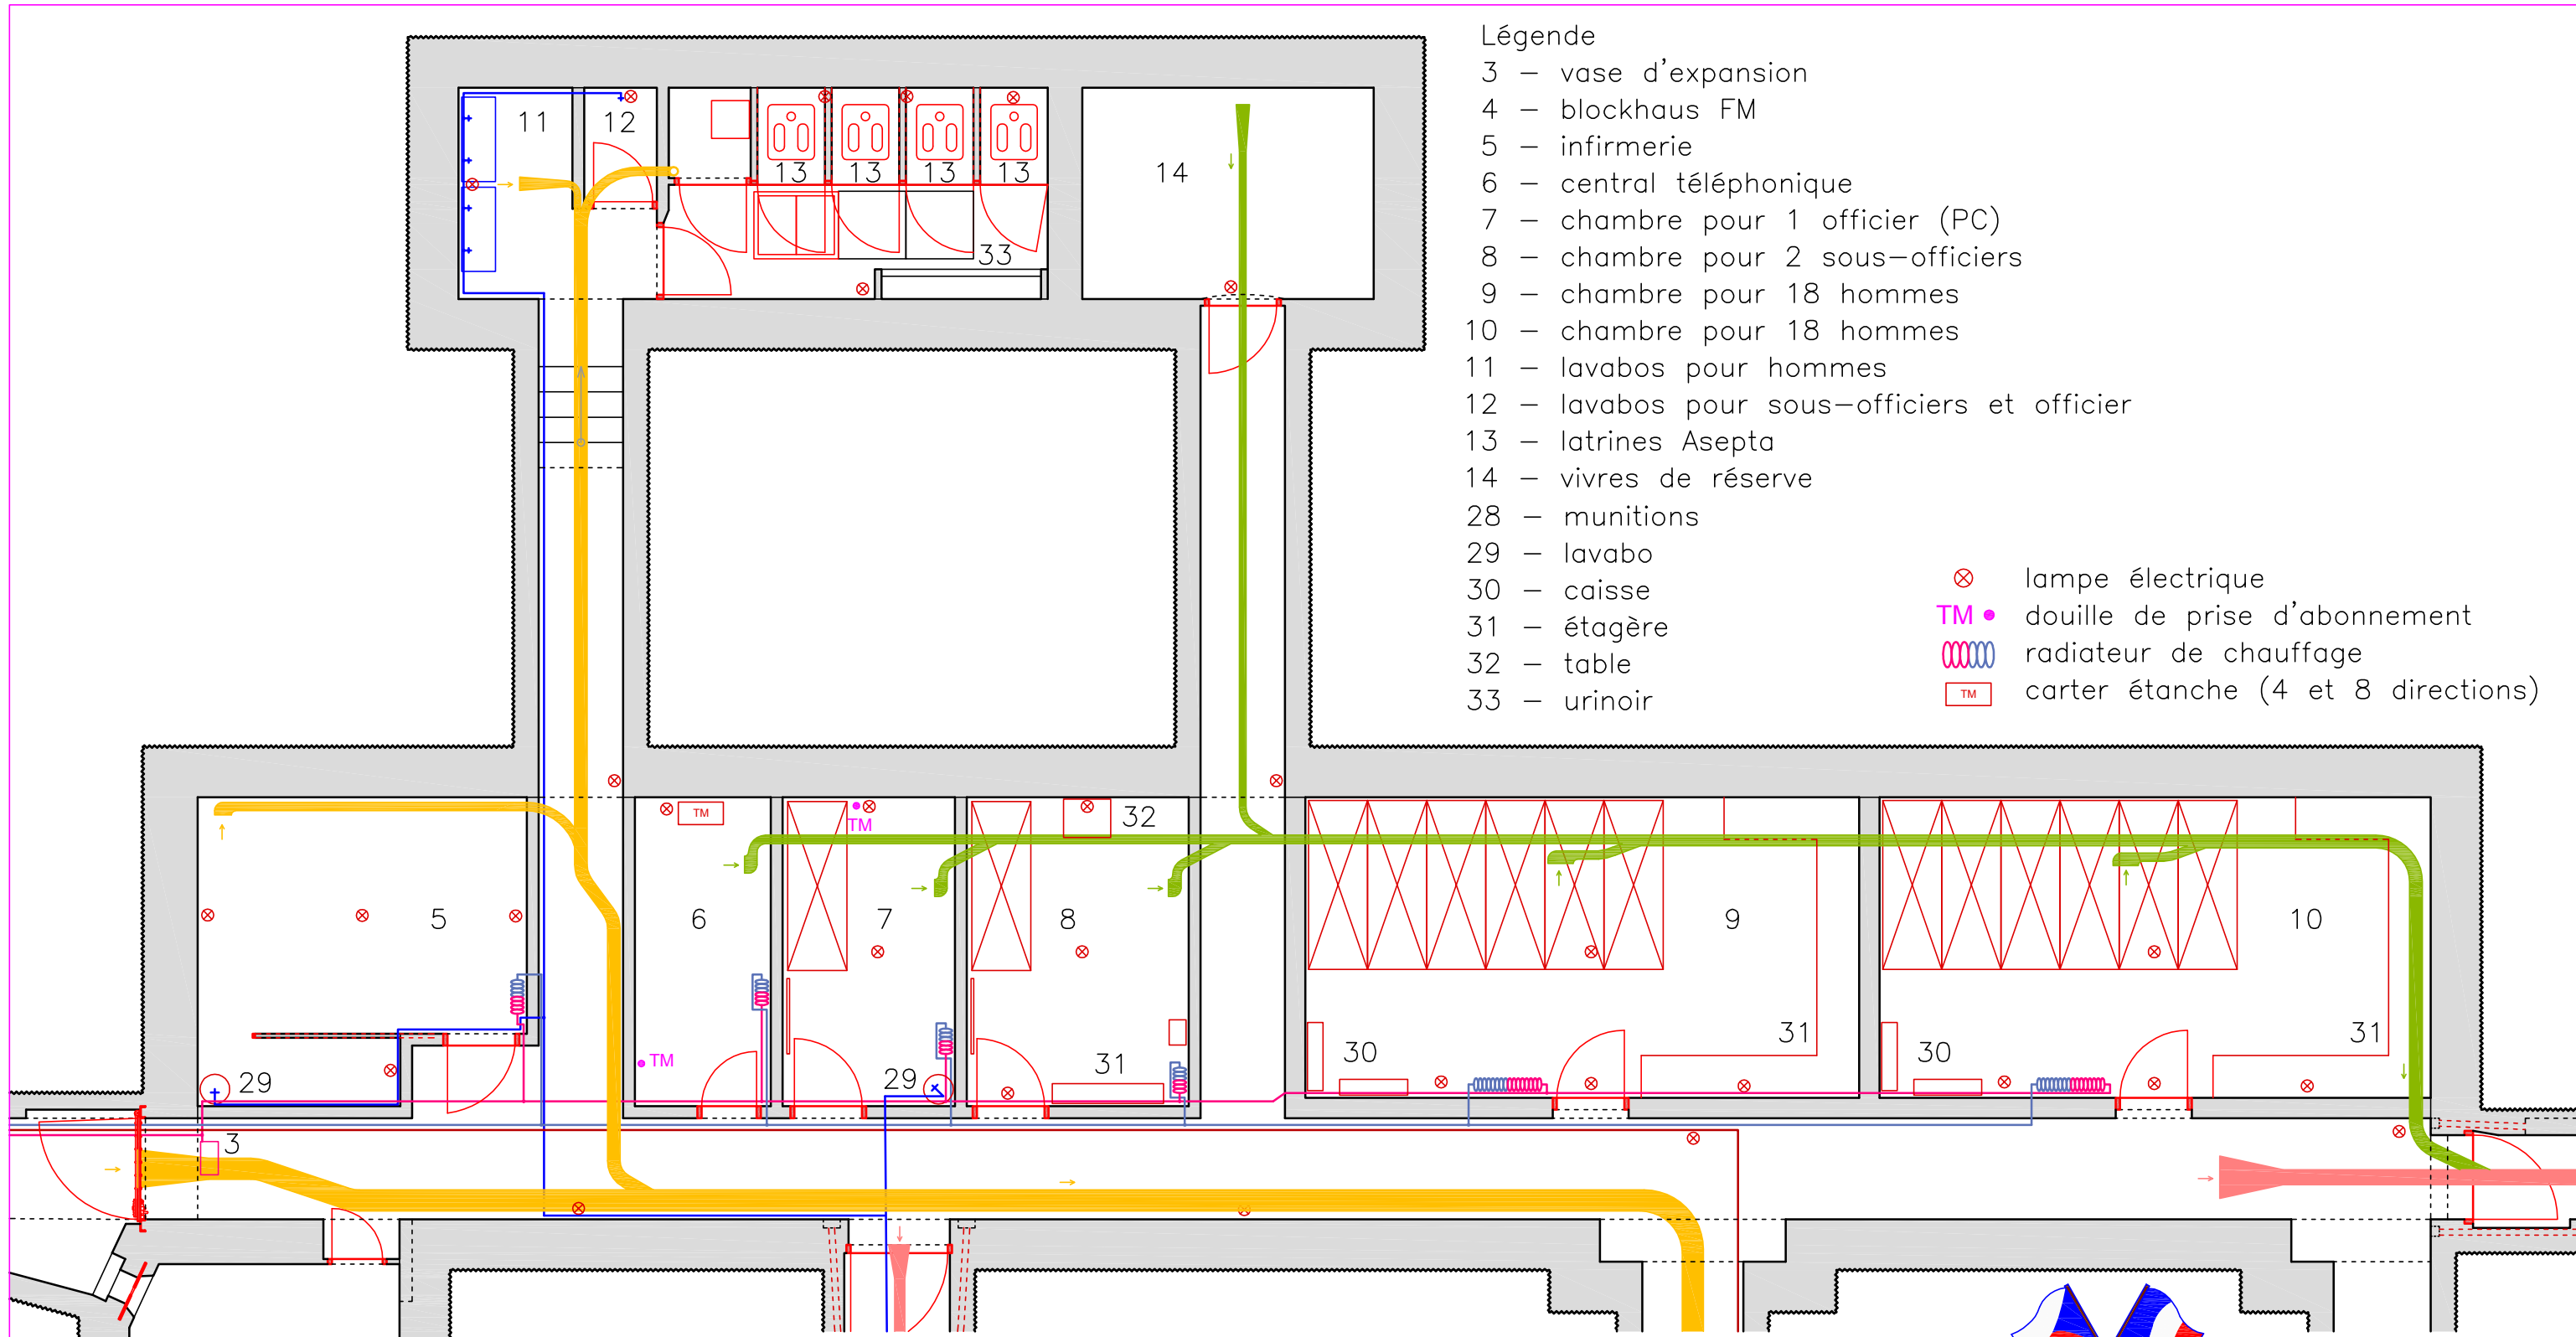 Légende
3 – vase d'expansion
4 – blockhaus FM
5 – infirmerie
6 – central téléphonique
7 – chambre pour 1 officier (PC)
8 – chambre pour 2 sous–officiers
9 – chambre pour 18 hommes
10 – chambre pour 18 hommes
11 – lavabos pour hommes
12 – lavabos pour sous–officiers et officier
13 – latrines Asepta
14 – vivres de réserve
28 – munitions
29 – lavabo
30 – caisse
31 – étagère
32 – table
33 – urinoir
lampe électrique
TM douille de prise d'abonnement
radiateur de chauffage
TM carter étanche (4 et 8 directions)
11
12
13
13
13
13
14
33
TM
TM
32
5
6
7
8
9
10
TM
29
29
31
30
31
30
31
3